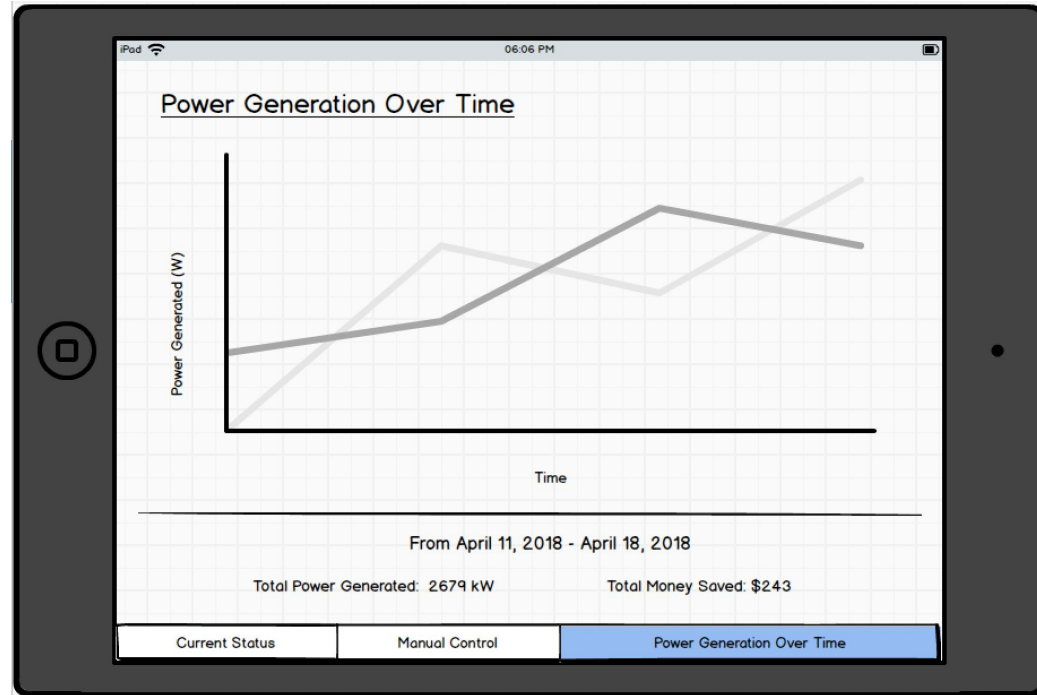 iPad 06:06 PM
Power Generation Over Time
Power Generated (W)
Time
From April 11, 2018 - April 18, 2018
Total Power Generated: 2679 kW Total Money Saved: $243
Current Status Manual Control Power Generation Over Time